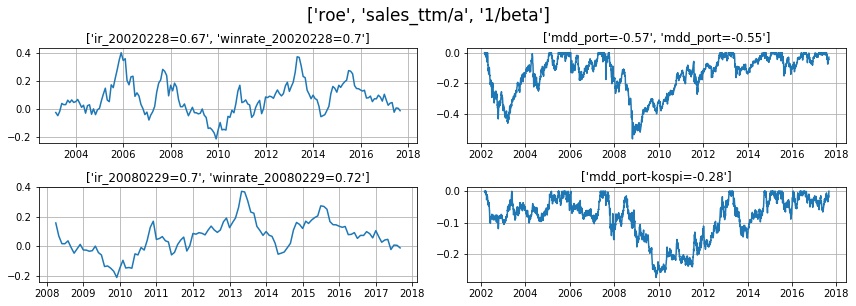 ['roe', 'sales_ttm/a', '1/beta']
['ir_20020228=0.67', 'winrate_20020228=0.7']
0.4
0.2
0.0
−0.2
2004 2006 2008 2010 2012 2014 2016 2018
['mdd_port=-0.57', 'mdd_port=-0.55']
0.0
−0.2
−0.4
2002 2004 2006 2008 2010 2012 2014 2016 2018
['ir_20080229=0.7', 'winrate_20080229=0.72']
0.4
0.2
0.0
−0.2
2008 2009 2010 2011 2012 2013 2014 2015 2016 2017 2018
['mdd_port-kospi=-0.28']
0.0
−0.1
−0.2
2002 2004 2006 2008 2010 2012 2014 2016 2018